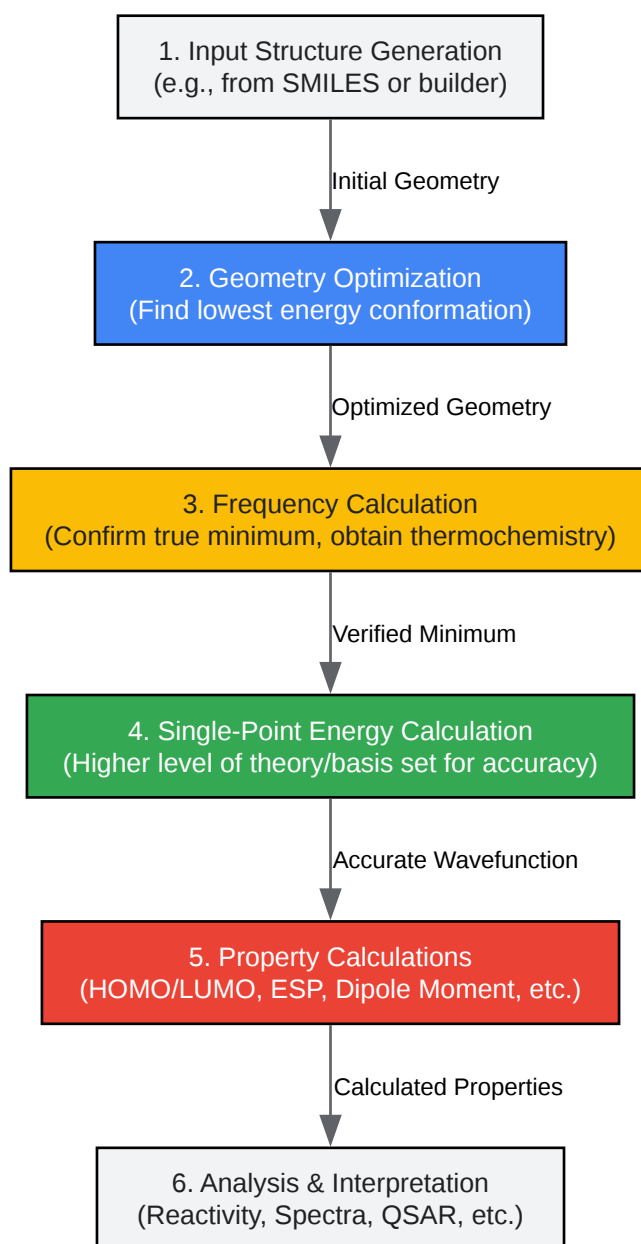 1. Input Structure Generation
(e.g., from SMILES or builder)
Initial Geometry
2. Geometry Optimization
(Find lowest energy conformation)
Optimized Geometry
3. Frequency Calculation
(Confirm true minimum, obtain thermochemistry)
Verified Minimum
4. Single-Point Energy Calculation
(Higher level of theory/basis set for accuracy)
Accurate Wavefunction
5. Property Calculations
(HOMO/LUMO, ESP, Dipole Moment, etc.)
Calculated Properties
6. Analysis & Interpretation
(Reactivity, Spectra, QSAR, etc.)